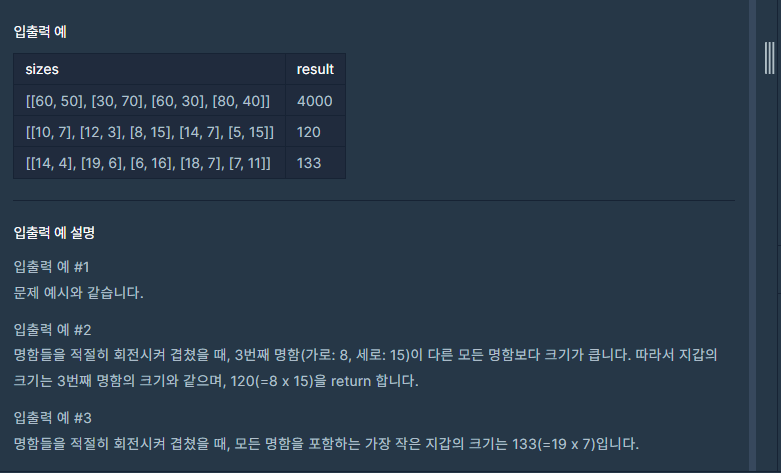 입출력 예
sizes result
[[60, 50], [30, 70], [60, 30], [80, 40]] 4000
[[10, 7], [12, 3], [8, 15], [14, 7], [5, 15]] 120
[[14, 4], [19, 6], [6, 16], [18, 7], [7, 11]] 133
입출력 예 설명
입출력 예 #1
문제 예시와 같습니다.
입출력 예 #2
명함들을 적절히 회전시켜 겹쳤을 때, 3번째 명함(가로: 8, 세로: 15)이 다른 모든 명함보다 크기가 큽니다. 따라서 지갑의
크기는 3번째 명함의 크기와 같으며, 120(=8 x 15)을 return 합니다.
입출력 예 #3
명함들을 적절히 회전시켜 겹쳤을 때, 모든 명함을 포함하는 가장 작은 지갑의 크기는 133(=19 x 7)입니다.